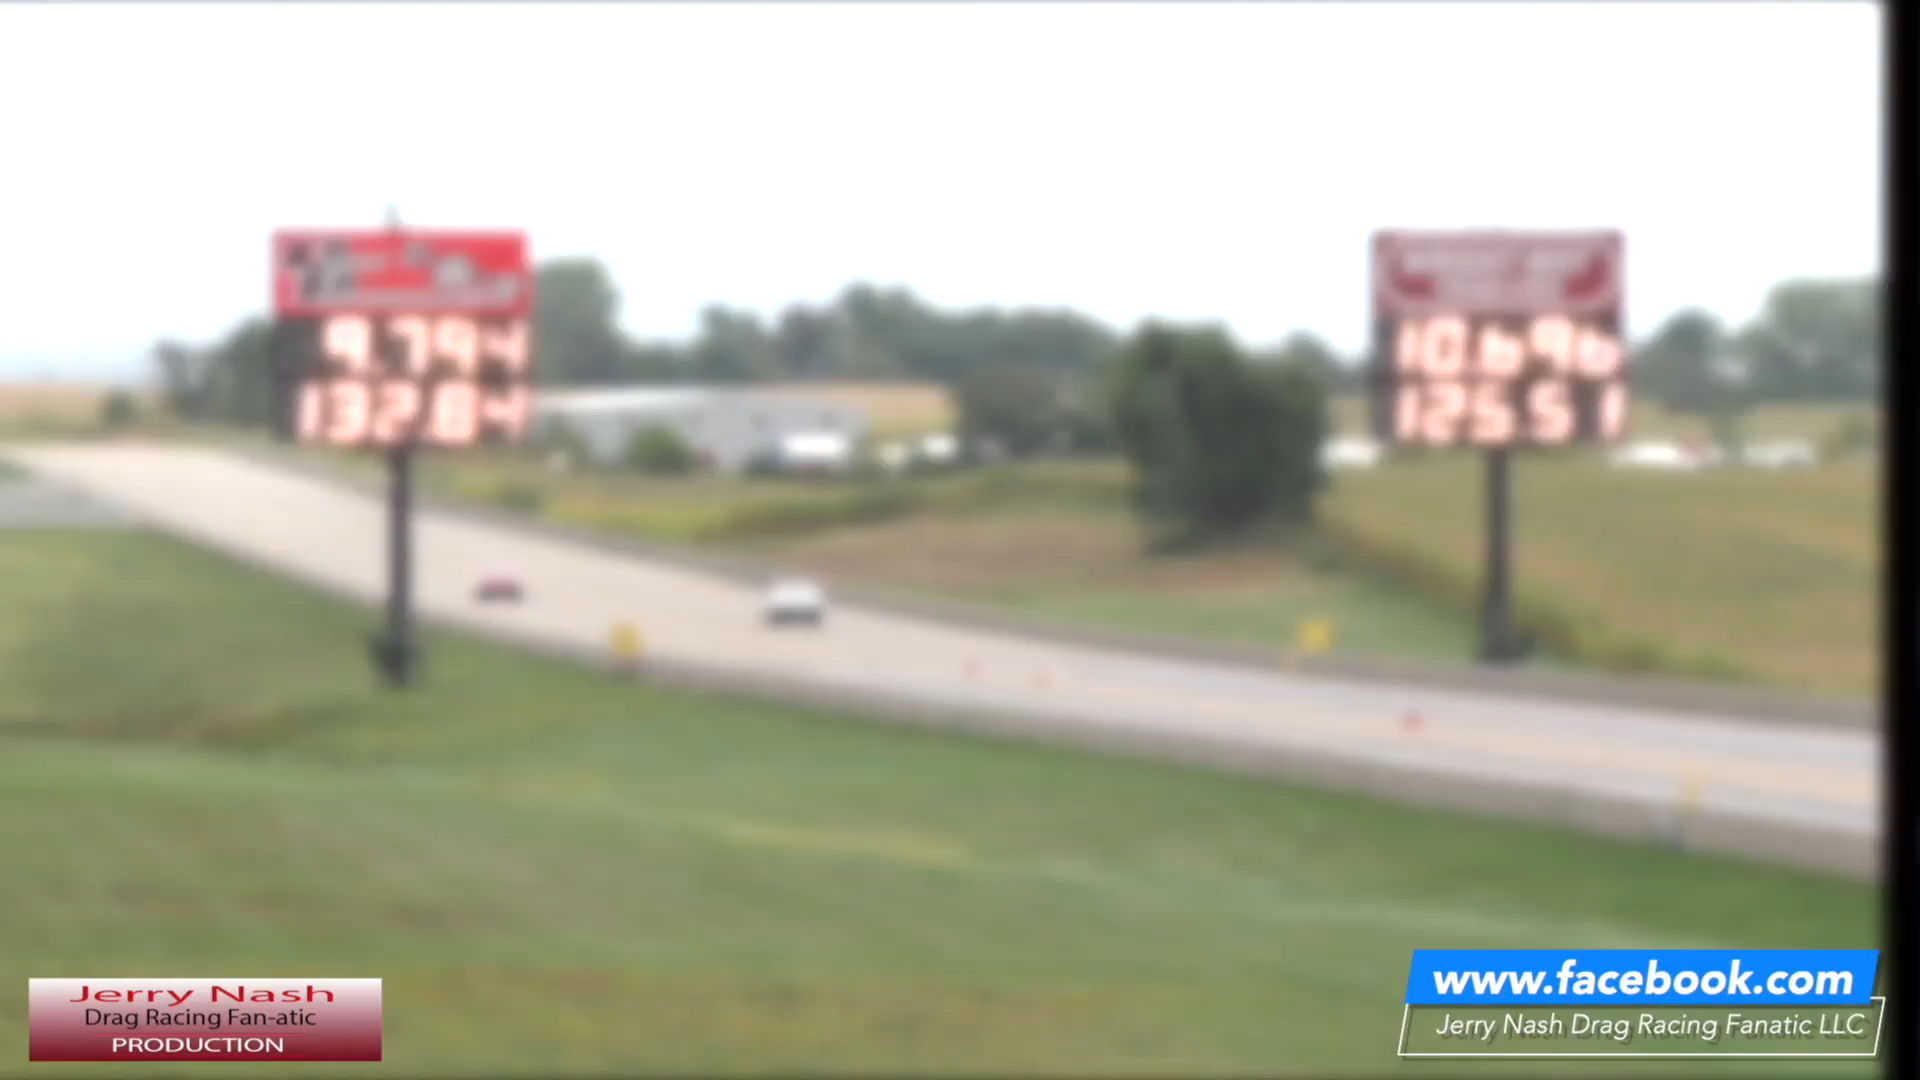 9.794
132.84
10.696
125.51
Jerry Nash
Drag Racing Fan-atic
PRODUCTION
www.facebook.com
Jerry Nash Drag Racing Fanatic LLC